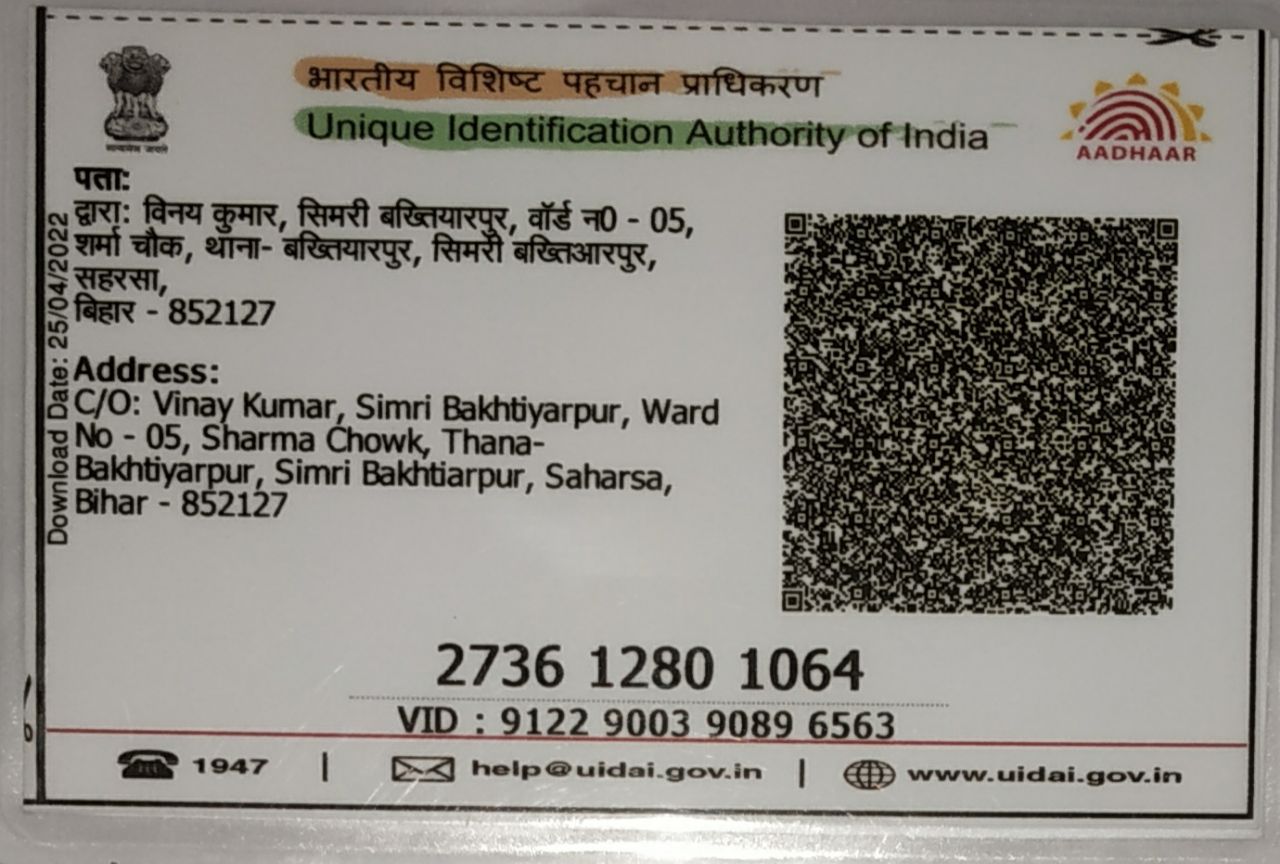 भारतीय विशिष्ट पहचान प्राधिकरण
Unique Identification Authority of India
AADHAAR
सत्यमेव जयते
पता:
द्वारा: विनय कुमार, सिमरी बख्तियारपुर, वॉर्ड न0 - 05,
शर्मा चौक, थाना- बख्तियारपुर, सिमरी बख्तिआरपुर,
सहरसा,
बिहार - 852127
Address:
C/O: Vinay Kumar, Simri Bakhtiyarpur, Ward
No - 05, Sharma Chowk, Thana-
Bakhtiyarpur, Simri Bakhtiarpur, Saharsa,
Bihar - 852127
Download Date: 25/04/2022
2736 1280 1064
VID : 9122 9003 9089 6563
1947 | help@uidai.gov.in | www.uidai.gov.in